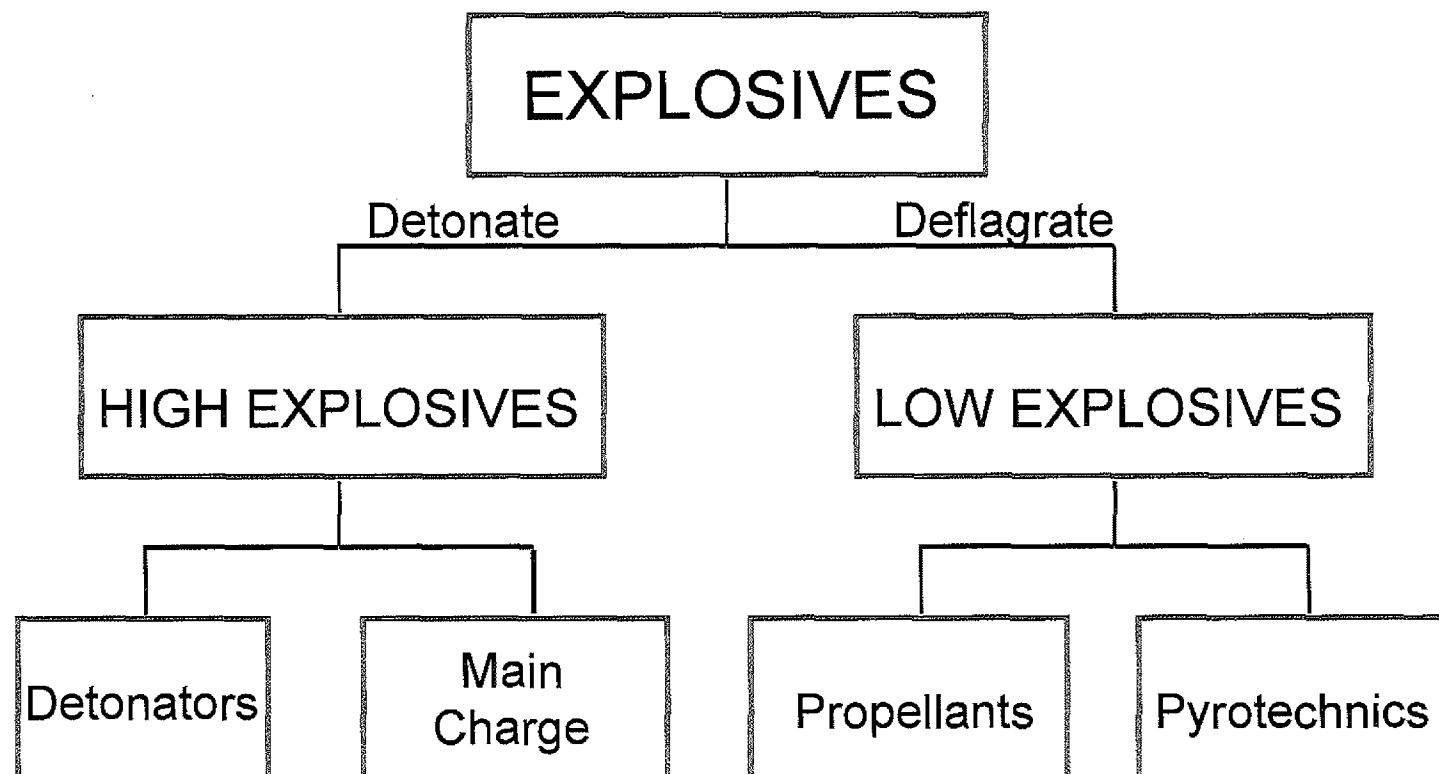 EXPLOSIVES
Detonate
Deflagrate
HIGH EXPLOSIVES
LOW EXPLOSIVES
Detonators
Main
Charge
Propellants
Pyrotechnics